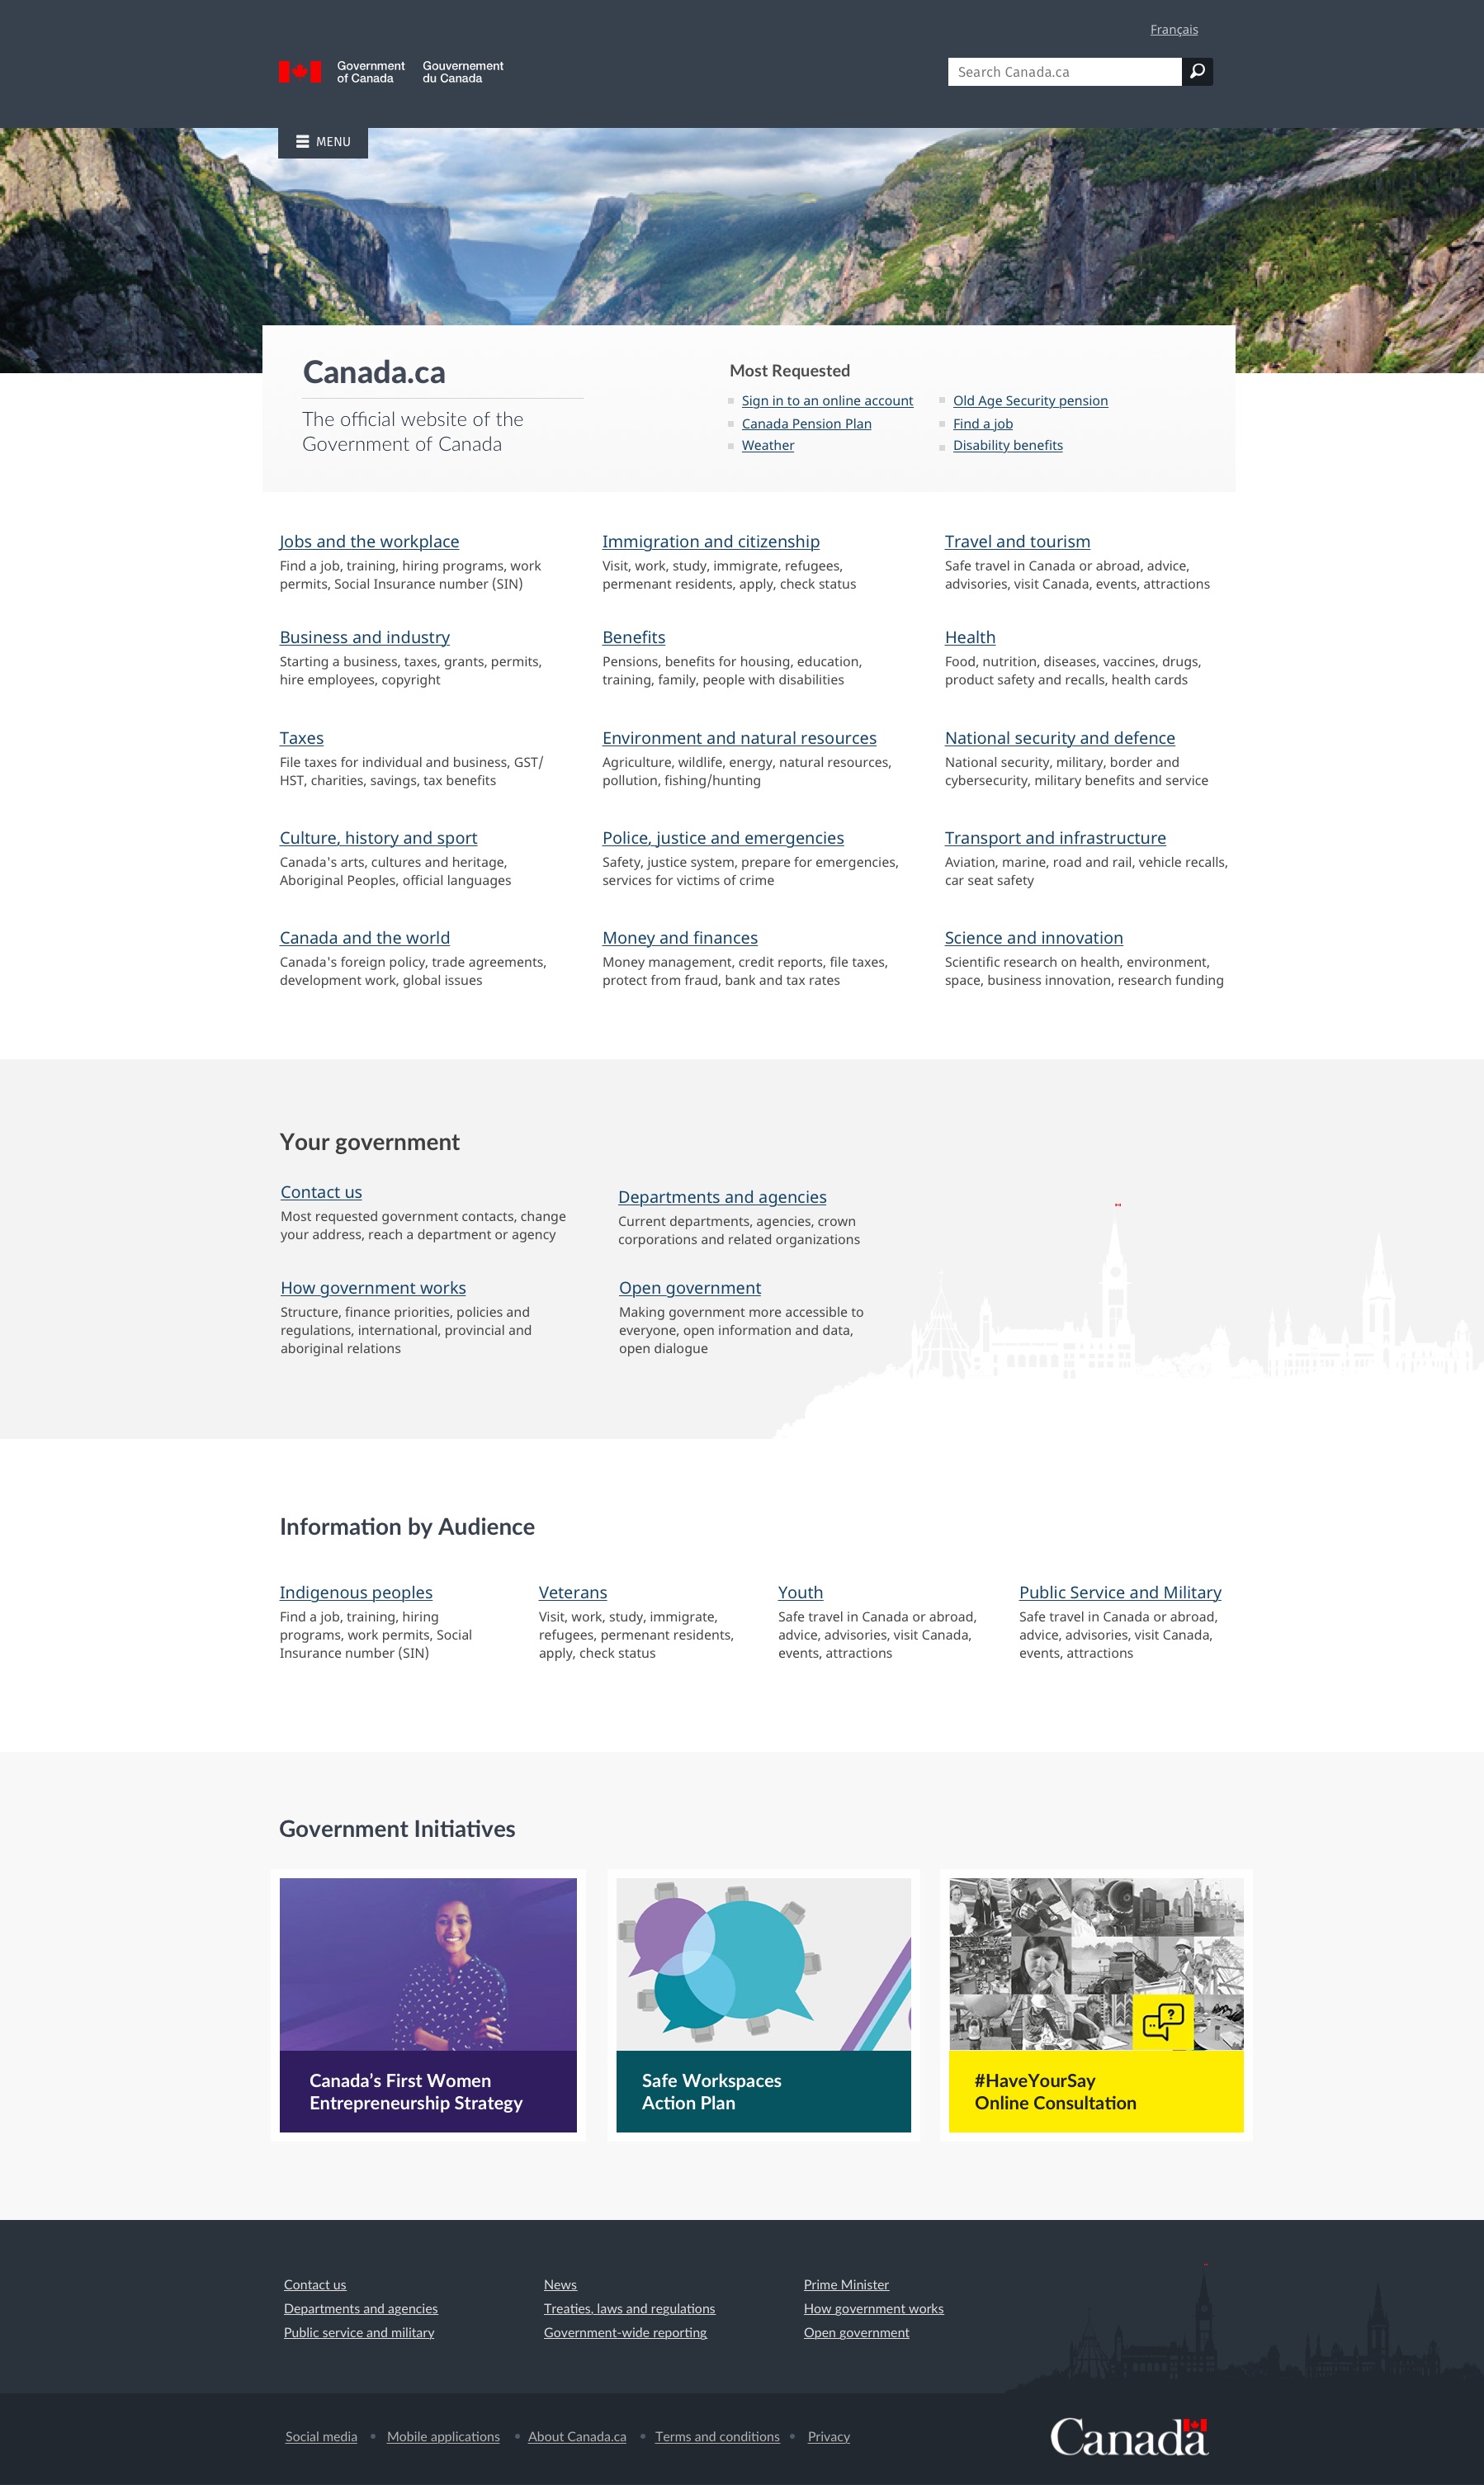 Français
Government
of Canada
Gouvernement
du Canada
Search Canada.ca
MENU
Canada.ca
The official website of the
Government of Canada
Most Requested
Sign in to an online account
Canada Pension Plan
Weather
Old Age Security pension
Find a job
Disability benefits
Jobs and the workplace
Find a job, training, hiring programs, work
permits, Social Insurance number (SIN)
Immigration and citizenship
Visit, work, study, immigrate, refugees,
permenant residents, apply, check status
Travel and tourism
Safe travel in Canada or abroad, advice,
advisories, visit Canada, events, attractions
Business and industry
Starting a business, taxes, grants, permits,
hire employees, copyright
Benefits
Pensions, benefits for housing, education,
training, family, people with disabilities
Health
Food, nutrition, diseases, vaccines, drugs,
product safety and recalls, health cards
Taxes
File taxes for individual and business, GST/
HST, charities, savings, tax benefits
Environment and natural resources
Agriculture, wildlife, energy, natural resources,
pollution, fishing/hunting
National security and defence
National security, military, border and
cybersecurity, military benefits and service
Culture, history and sport
Canada's arts, cultures and heritage,
Aboriginal Peoples, official languages
Police, justice and emergencies
Safety, justice system, prepare for emergencies,
services for victims of crime
Transport and infrastructure
Aviation, marine, road and rail, vehicle recalls,
car seat safety
Canada and the world
Canada's foreign policy, trade agreements,
development work, global issues
Money and finances
Money management, credit reports, file taxes,
protect from fraud, bank and tax rates
Science and innovation
Scientific research on health, environment,
space, business innovation, research funding
Your government
Contact us
Most requested government contacts, change
your address, reach a department or agency
Departments and agencies
Current departments, agencies, crown
corporations and related organizations
How government works
Structure, finance priorities, policies and
regulations, international, provincial and
aboriginal relations
Open government
Making government more accessible to
everyone, open information and data,
open dialogue
Information by Audience
Indigenous peoples
Find a job, training, hiring
programs, work permits, Social
Insurance number (SIN)
Veterans
Visit, work, study, immigrate,
refugees, permenant residents,
apply, check status
Youth
Safe travel in Canada or abroad,
advice, advisories, visit Canada,
events, attractions
Public Service and Military
Safe travel in Canada or abroad,
advice, advisories, visit Canada,
events, attractions
Government Initiatives
Canada’s First Women
Entrepreneurship Strategy
Safe Workspaces
Action Plan
#HaveYourSay
Online Consultation
Contact us
Departments and agencies
Public service and military
News
Treaties, laws and regulations
Government-wide reporting
Prime Minister
How government works
Open government
Social media • Mobile applications • About Canada.ca • Terms and conditions • Privacy
Canada